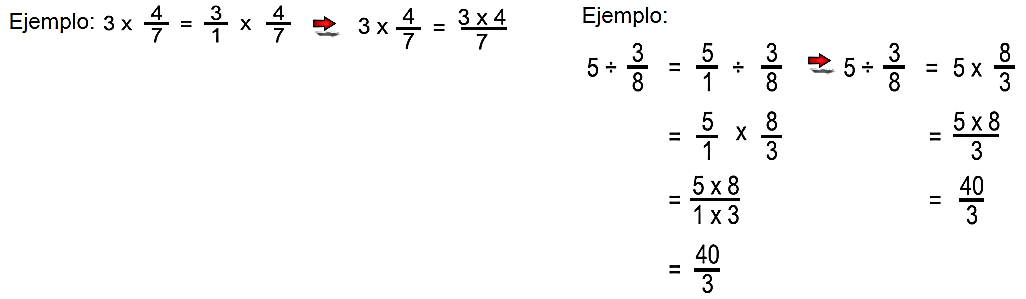 Ejemplo: 3 x 4/7 = 3/1 x 4/7 3 x 4/7 = 3 x 4/7
Ejemplo:
5 ÷ 3/8 = 5/1 ÷ 3/8 5 ÷ 3/8 = 5 x 8/3
= 5/1 x 8/3 = 5 x 8/3
= 5 x 8/1 x 3 = 40/3
= 40/3